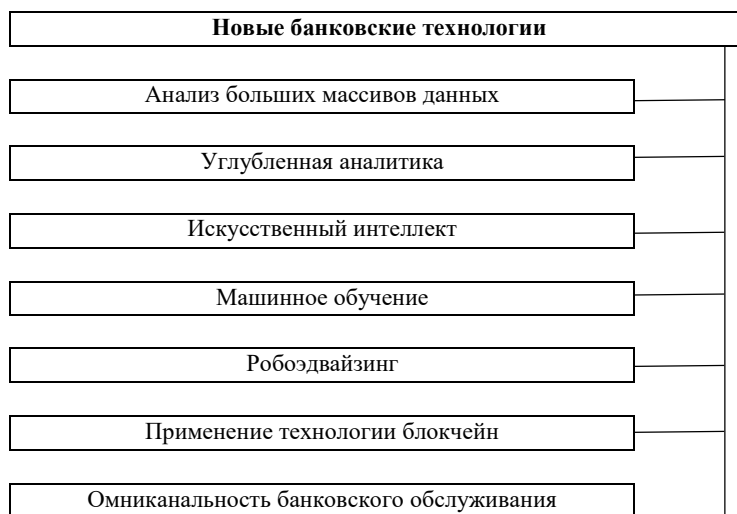 Новые банковские технологии
Анализ больших массивов данных
Углубленная аналитика
Искусственный интеллект
Машинное обучение
Робоэдвайзинг
Применение технологии блокчейн
Омниканальность банковского обслуживания